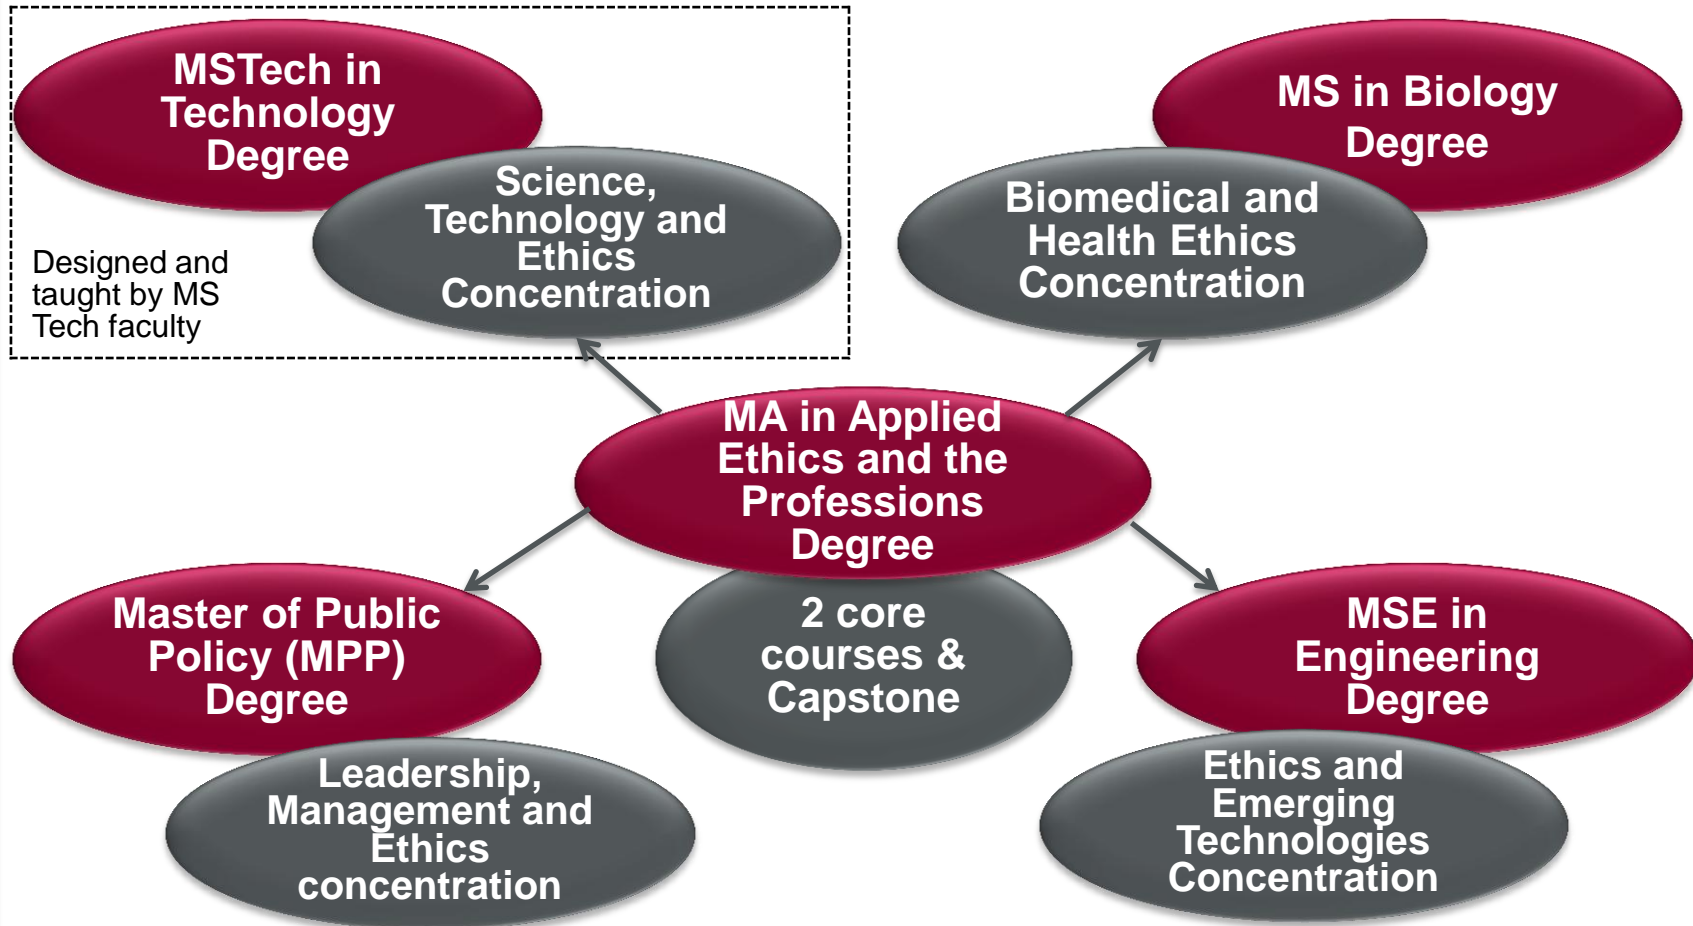 MSTech in
Technology
Degree
Science,
Technology and
Ethics
Concentration
Designed and
taught by MS
Tech faculty
MS in Biology
Degree
Biomedical and
Health Ethics
Concentration
MA in Applied
Ethics and the
Professions
Degree
2 core
courses &
Capstone
Master of Public
Policy (MPP)
Degree
Leadership,
Management and
Ethics
concentration
MSE in
Engineering
Degree
Ethics and
Emerging
Technologies
Concentration